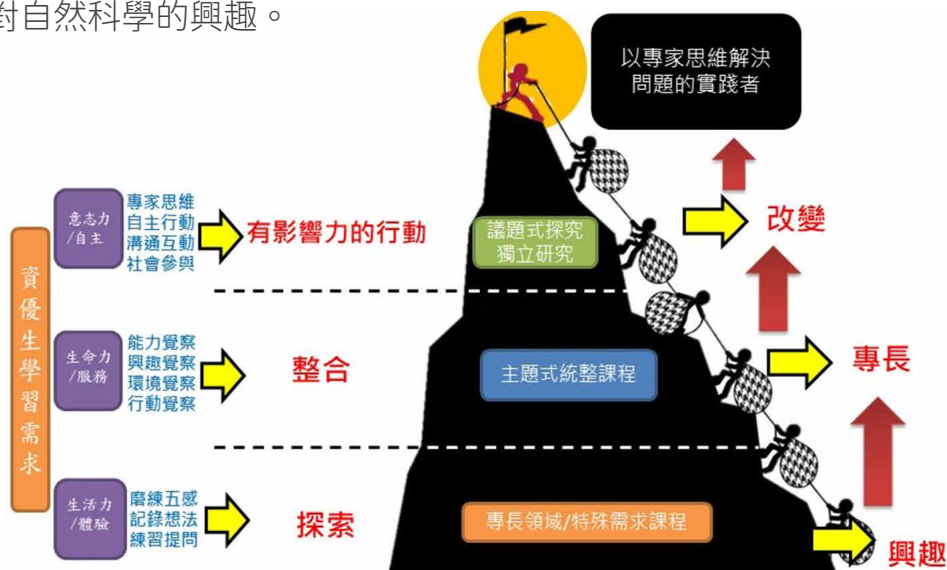 對自然科學的興趣。
以專家思維解決
問題的實踐者
意志力
/自主
專家思維
自主行動
溝通互動
社會參與
有影響力的行動
議題式探究
獨立研究
改變
資優生學習需求
生命力
/服務
能力覺察
興趣覺察
環境覺察
行動覺察
整合
主題式統整課程
專長
生活力
/體驗
磨練五感
記錄想法
練習提問
探索
專長領域/特殊需求課程
興趣